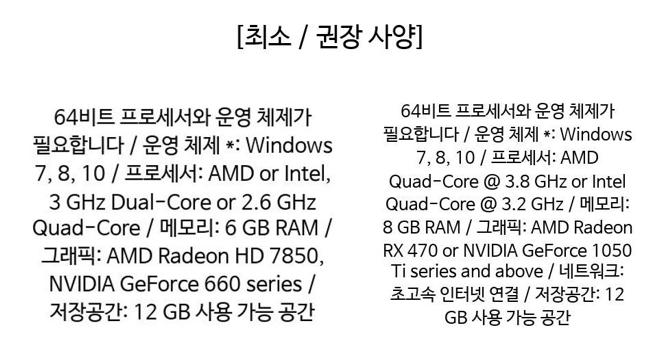 [최소 / 권장 사양]
64비트 프로세서와 운영 체제가
필요합니다 / 운영 체제 *: Windows
7, 8, 10 / 프로세서: AMD or Intel,
3 GHz Dual-Core or 2.6 GHz
Quad-Core / 메모리: 6 GB RAM /
그래픽: AMD Radeon HD 7850,
NVIDIA GeForce 660 series /
저장공간: 12 GB 사용 가능 공간
64비트 프로세서와 운영 체제가
필요합니다 / 운영 체제 *: Windows
7, 8, 10 / 프로세서: AMD
Quad-Core @ 3.8 GHz or Intel
Quad-Core @ 3.2 GHz / 메모리:
8 GB RAM / 그래픽: AMD Radeon
RX 470 or NVIDIA GeForce 1050
Ti series and above / 네트워크:
초고속 인터넷 연결 / 저장공간: 12
GB 사용 가능 공간